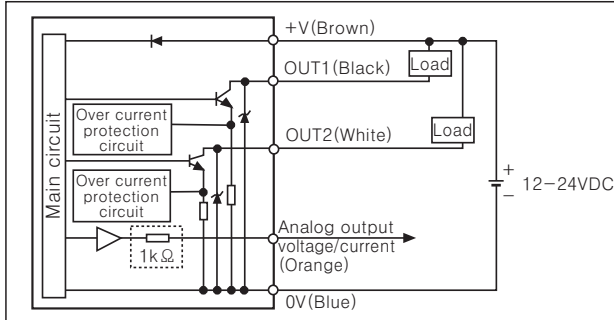 +V(Brown)
Load
OUT1(Black)
Over current
protection
circuit
OUT2(White)
Load
Main circuit
Over current
protection
circuit
+
12-24VDC
−
Analog output
voltage/current
(Orange)
1kΩ
0V(Blue)